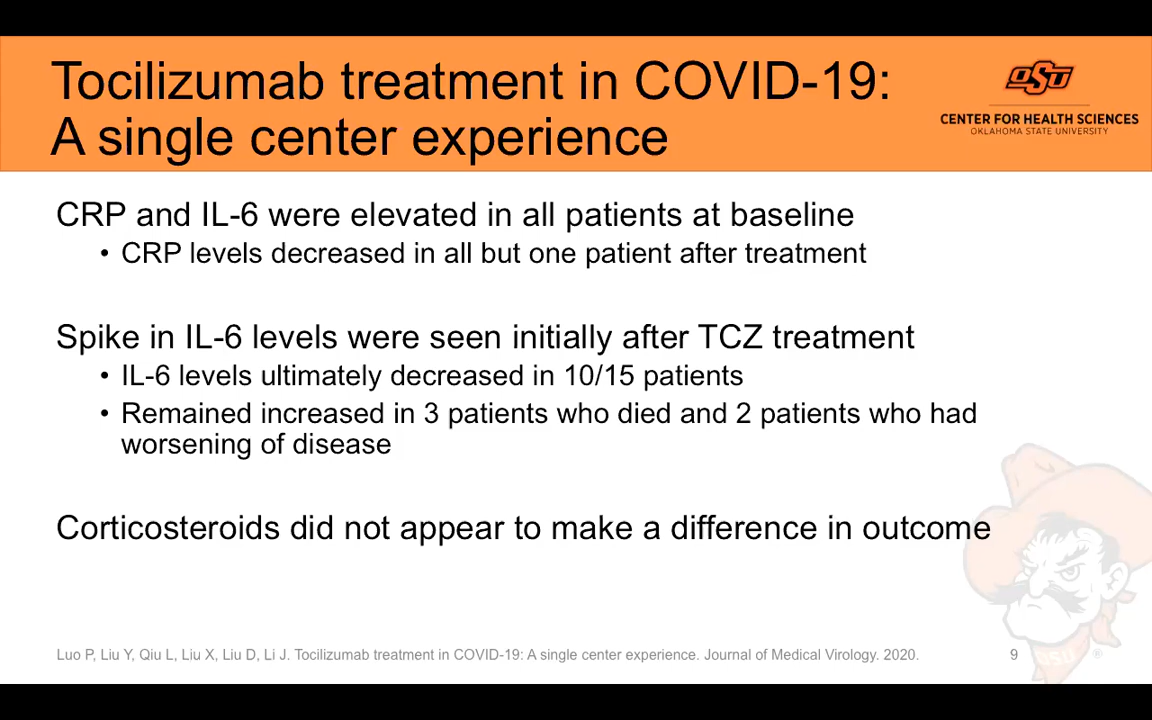 Tocilizumab treatment in COVID-19:
A single center experience
OSU
CENTER FOR HEALTH SCIENCES
OKLAHOMA STATE UNIVERSITY
CRP and IL-6 were elevated in all patients at baseline
• CRP levels decreased in all but one patient after treatment
Spike in IL-6 levels were seen initially after TCZ treatment
• IL-6 levels ultimately decreased in 10/15 patients
• Remained increased in 3 patients who died and 2 patients who had
worsening of disease
Corticosteroids did not appear to make a difference in outcome
Luo P, Liu Y, Qiu L, Liu X, Liu D, Li J. Tocilizumab treatment in COVID-19: A single center experience. Journal of Medical Virology. 2020.
9
OSU
®